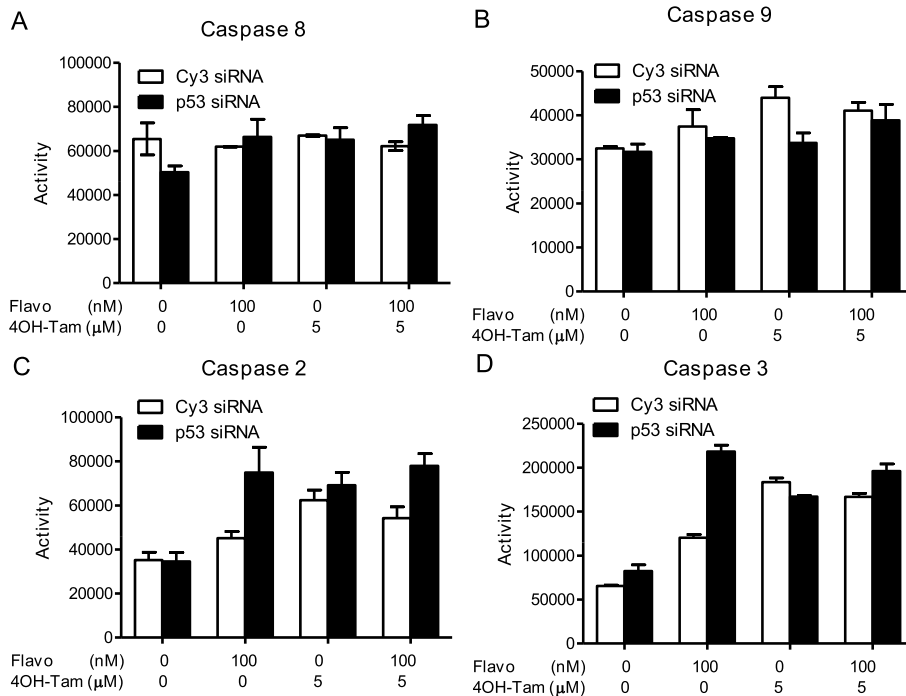 A
Caspase 8
100000
80000
60000
40000
20000
0
Activity
Cy3 siRNA
p53 siRNA
Flavo (nM) 0 100 0 100
4OH-Tam (μM) 0 0 5 5
B
Caspase 9
50000
40000
30000
20000
10000
0
Activity
Cy3 siRNA
p53 siRNA
Flavo (nM) 0 100 0 100
4OH-Tam (μM) 0 0 5 5
C
Caspase 2
100000
80000
60000
40000
20000
0
Activity
Cy3 siRNA
p53 siRNA
Flavo (nM) 0 100 0 100
4OH-Tam (μM) 0 0 5 5
D
Caspase 3
250000
200000
150000
100000
50000
0
Activity
Cy3 siRNA
p53 siRNA
Flavo (nM) 0 100 0 100
4OH-Tam (μM) 0 0 5 5